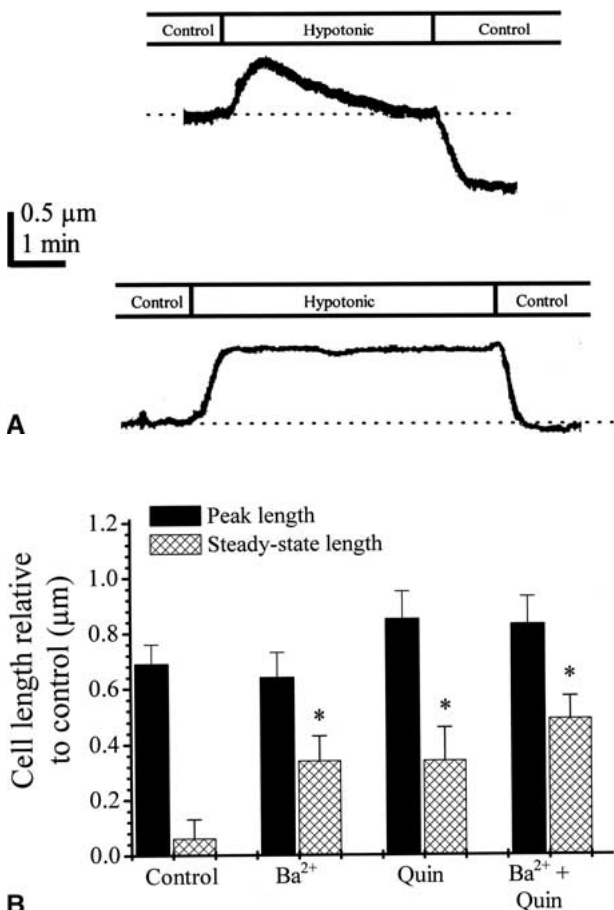 Control Hypotonic Control
0.5 μm
1 min
Control Hypotonic Control
A
1.2
Peak length
Steady-state length
1.0
0.8
0.6
0.4
0.2
0.0
Cell length relative
to control (μm)
* * *
Control Ba²⁺ Quin Ba²⁺ +
Quin
B